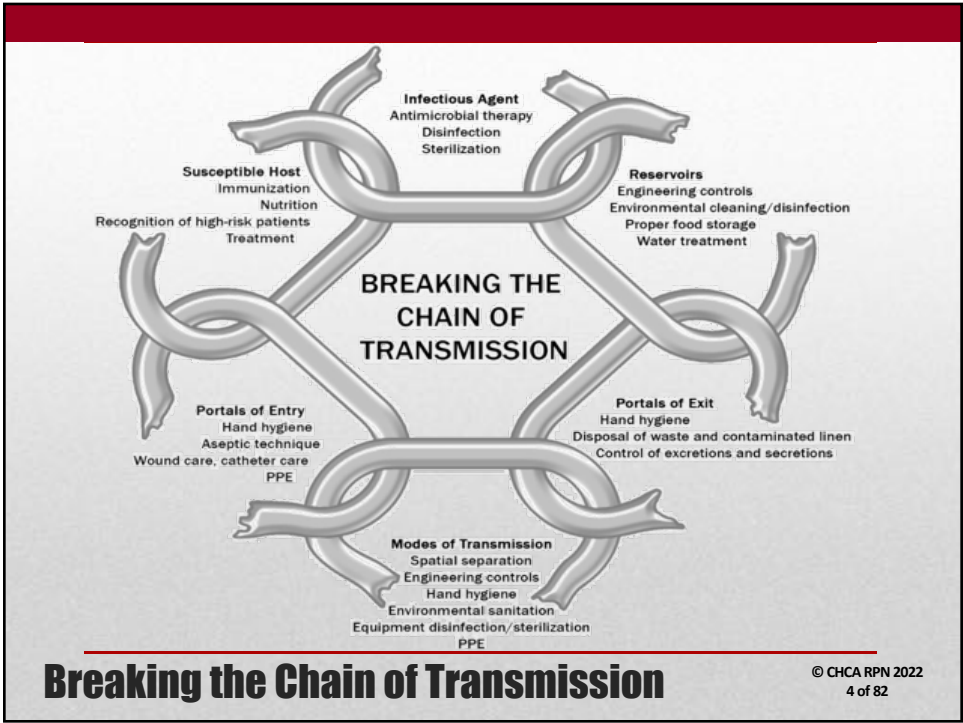 Infectious Agent
Antimicrobial therapy
Disinfection
Sterilization
Susceptible Host
Immunization
Nutrition
Recognition of high-risk patients
Treatment
Reservoirs
Engineering controls
Environmental cleaning/disinfection
Proper food storage
Water treatment
BREAKING THE
CHAIN OF
TRANSMISSION
Portals of Entry
Hand hygiene
Aseptic technique
Wound care, catheter care
PPE
Portals of Exit
Hand hygiene
Disposal of waste and contaminated linen
Control of excretions and secretions
Modes of Transmission
Spatial separation
Engineering controls
Hand hygiene
Environmental sanitation
Equipment disinfection/sterilization
PPE
Breaking the Chain of Transmission
© CHCA RPN 2022
4 of 82